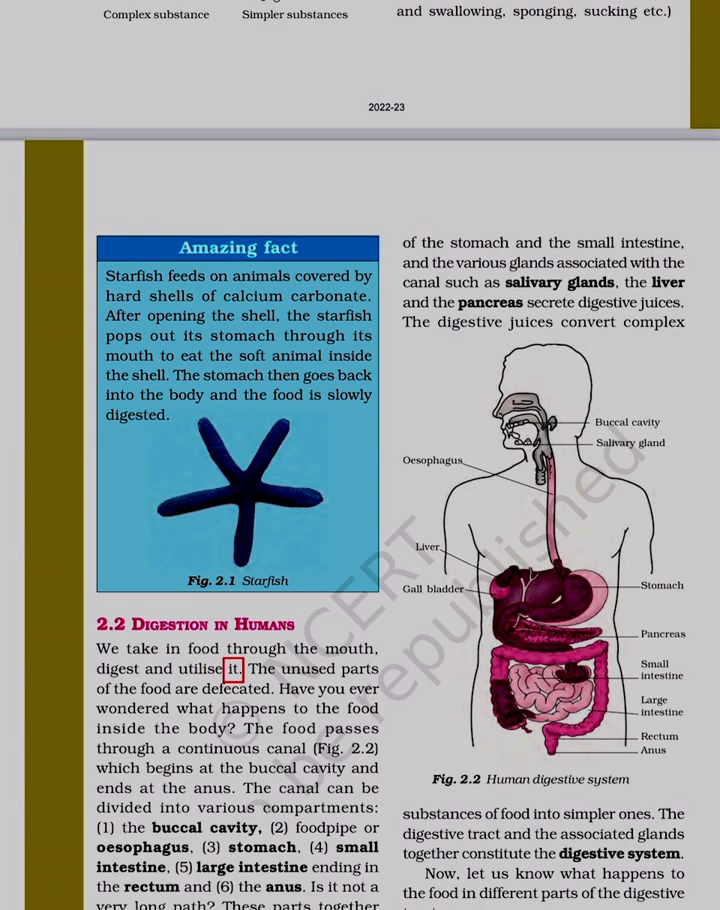 Complex substance
Simpler substances
and swallowing, sponging, sucking etc.)
2022-23
Amazing fact
Starfish feeds on animals covered by
hard shells of calcium carbonate.
After opening the shell, the starfish
pops out its stomach through its
mouth to eat the soft animal inside
the shell. The stomach then goes back
into the body and the food is slowly
digested.
Fig. 2.1 Starfish
2.2 DIGESTION IN HUMANS
We take in food through the mouth,
digest and utilise it. The unused parts
of the food are defecated. Have you ever
wondered what happens to the food
inside the body? The food passes
through a continuous canal (Fig. 2.2)
which begins at the buccal cavity and
ends at the anus. The canal can be
divided into various compartments:
(1) the buccal cavity, (2) foodpipe or
oesophagus, (3) stomach, (4) small
intestine, (5) large intestine ending in
the rectum and (6) the anus. Is it not a
very long path? These parts together
of the stomach and the small intestine,
and the various glands associated with the
canal such as salivary glands, the liver
and the pancreas secrete digestive juices.
The digestive juices convert complex
Buccal cavity
Salivary gland
Oesophagus
Liver
Gall bladder
Stomach
Pancreas
Small
intestine
Large
intestine
Rectum
Anus
Fig. 2.2 Human digestive system
substances of food into simpler ones. The
digestive tract and the associated glands
together constitute the digestive system.
Now, let us know what happens to
the food in different parts of the digestive
© NCERT
be republished